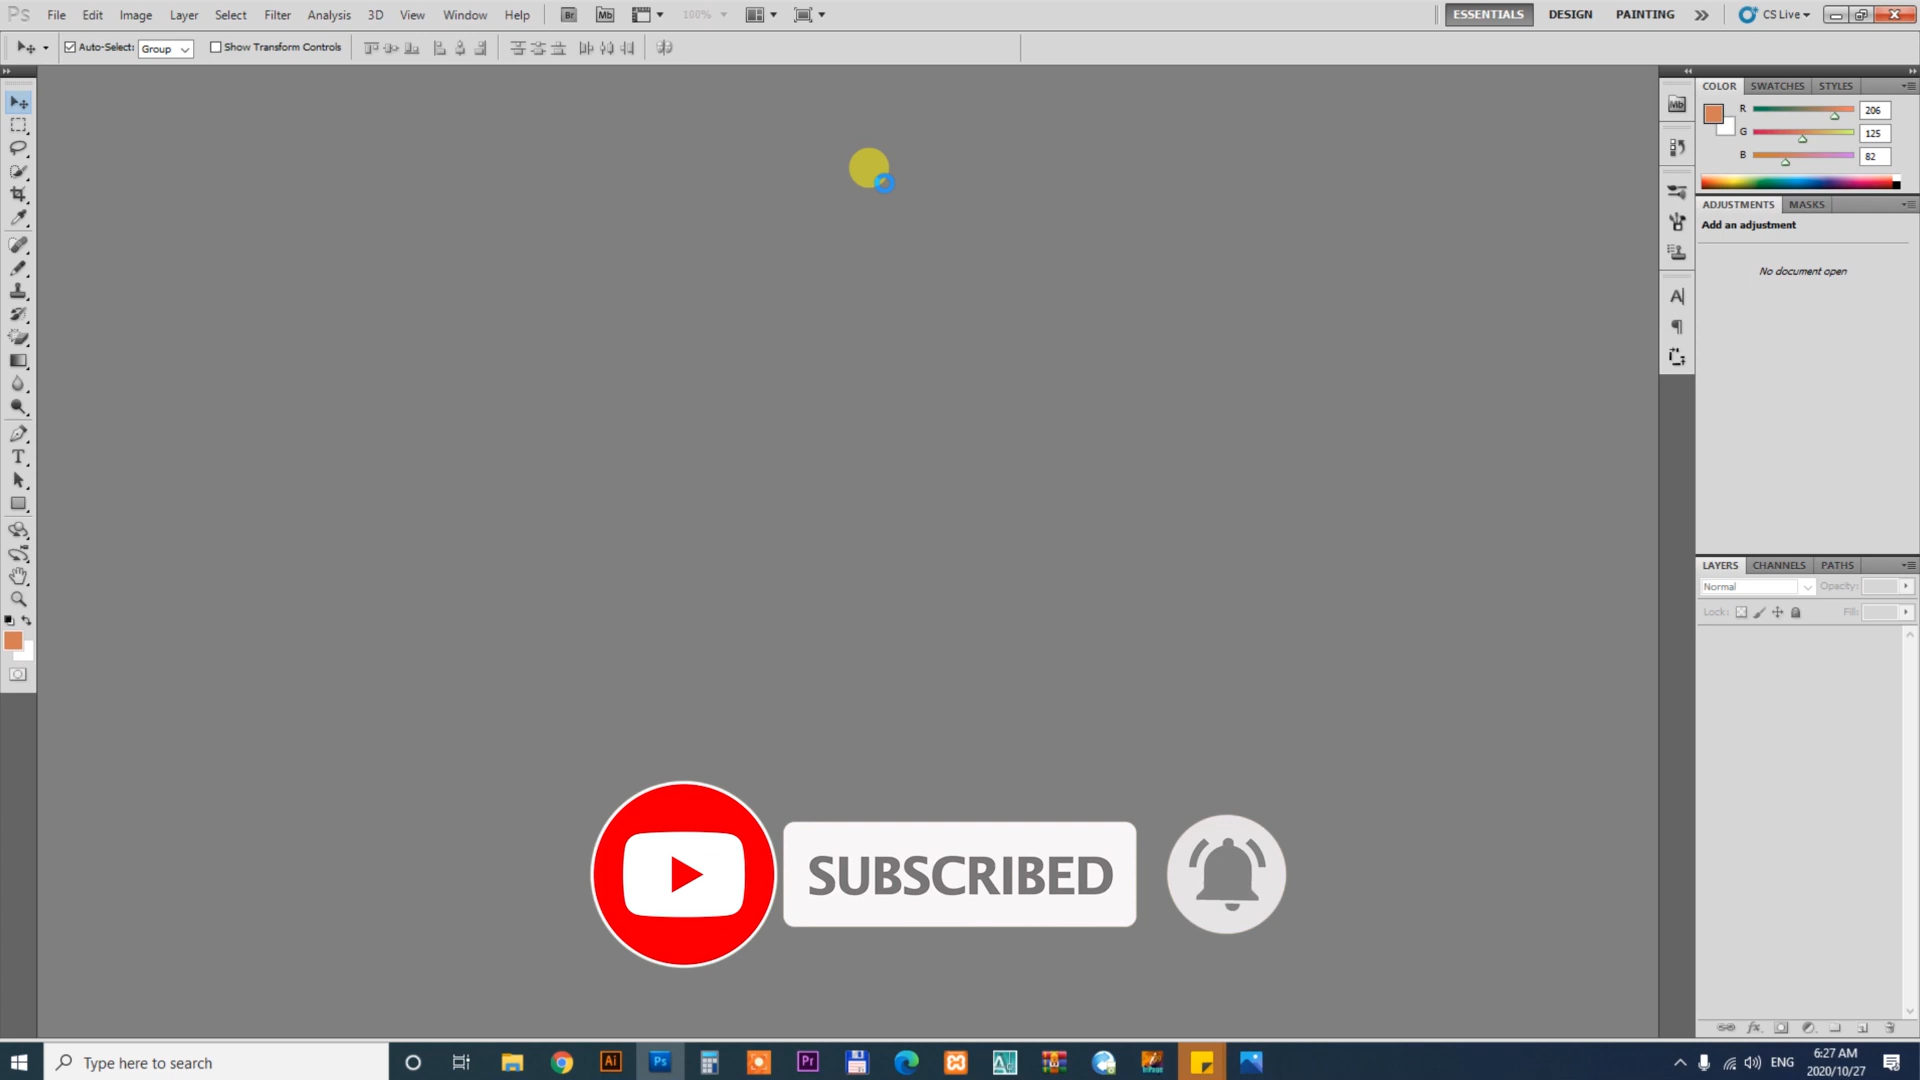 Ps File Edit Image Layer Select Filter Analysis 3D View Window Help Br Mb 100% ESSENTIALS DESIGN PAINTING CS Live
Auto-Select: Group Show Transform Controls
COLOR SWATCHES STYLES
R 206
G 125
B 82
ADJUSTMENTS MASKS
Add an adjustment
No document open
LAYERS CHANNELS PATHS
Normal Opacity:
Lock: Fill:
SUBSCRIBED
Type here to search
Ai Ps Pr
ENG
6:27 AM
2020/10/27